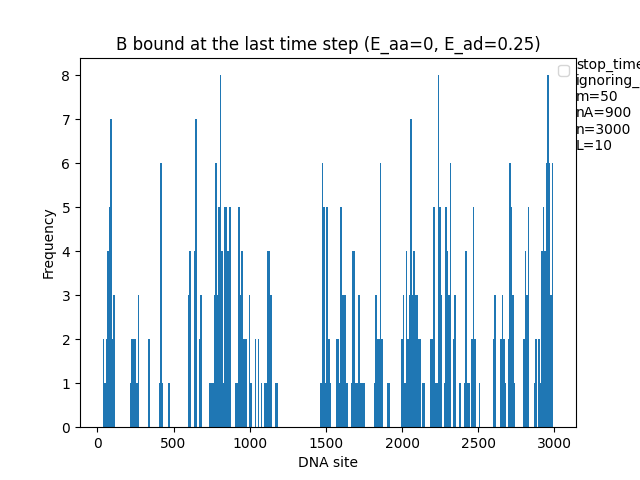 B bound at the last time step (E_aa=0, E_ad=0.25)
stop_time
ignoring_
m=50
nA=900
n=3000
L=10
8
7
6
5
4
3
2
1
0
Frequency
0 500 1000 1500 2000 2500 3000
DNA site